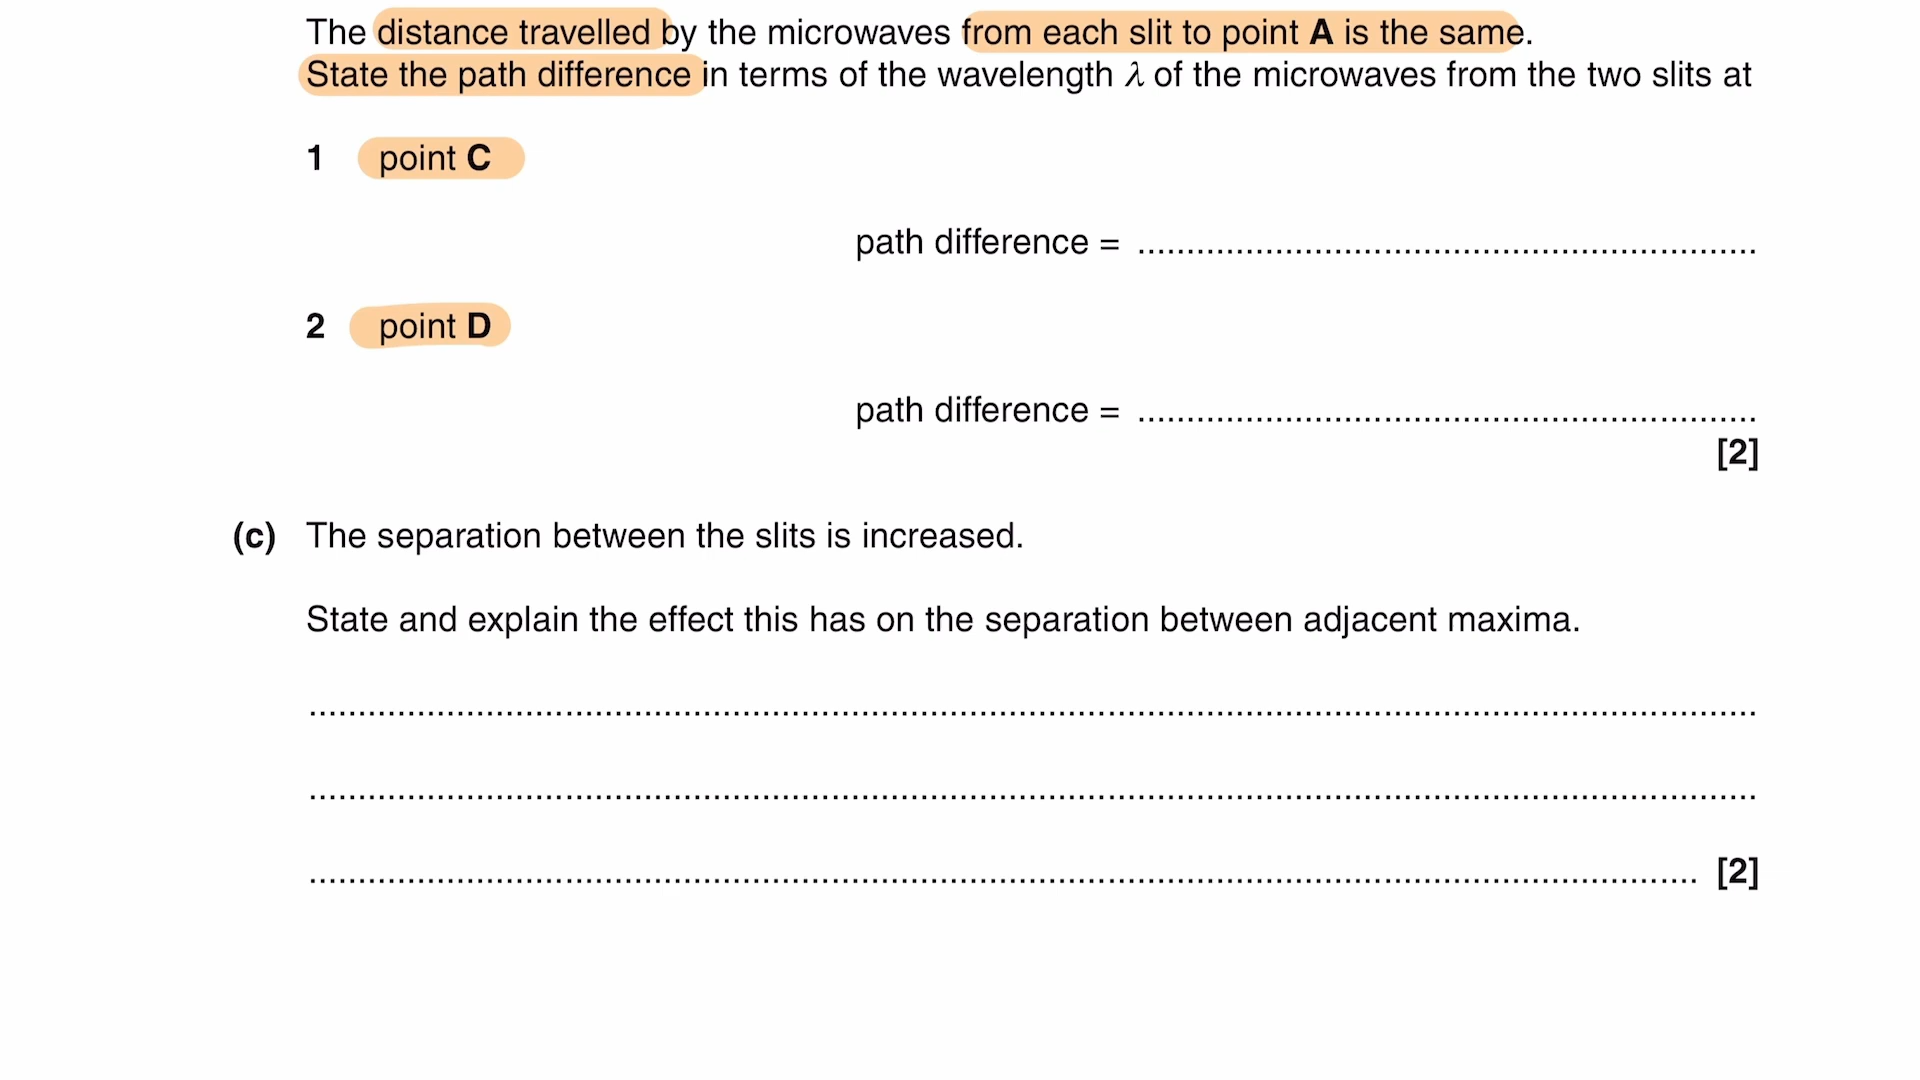 The distance travelled by the microwaves from each slit to point A is the same.
State the path difference in terms of the wavelength λ of the microwaves from the two slits at
1 point C
path difference = ..............................................................
2 point D
path difference = ..............................................................
[2]
(c) The separation between the slits is increased.
State and explain the effect this has on the separation between adjacent maxima.
..........................................................................................................................................
..........................................................................................................................................
.................................................................................................................................... [2]